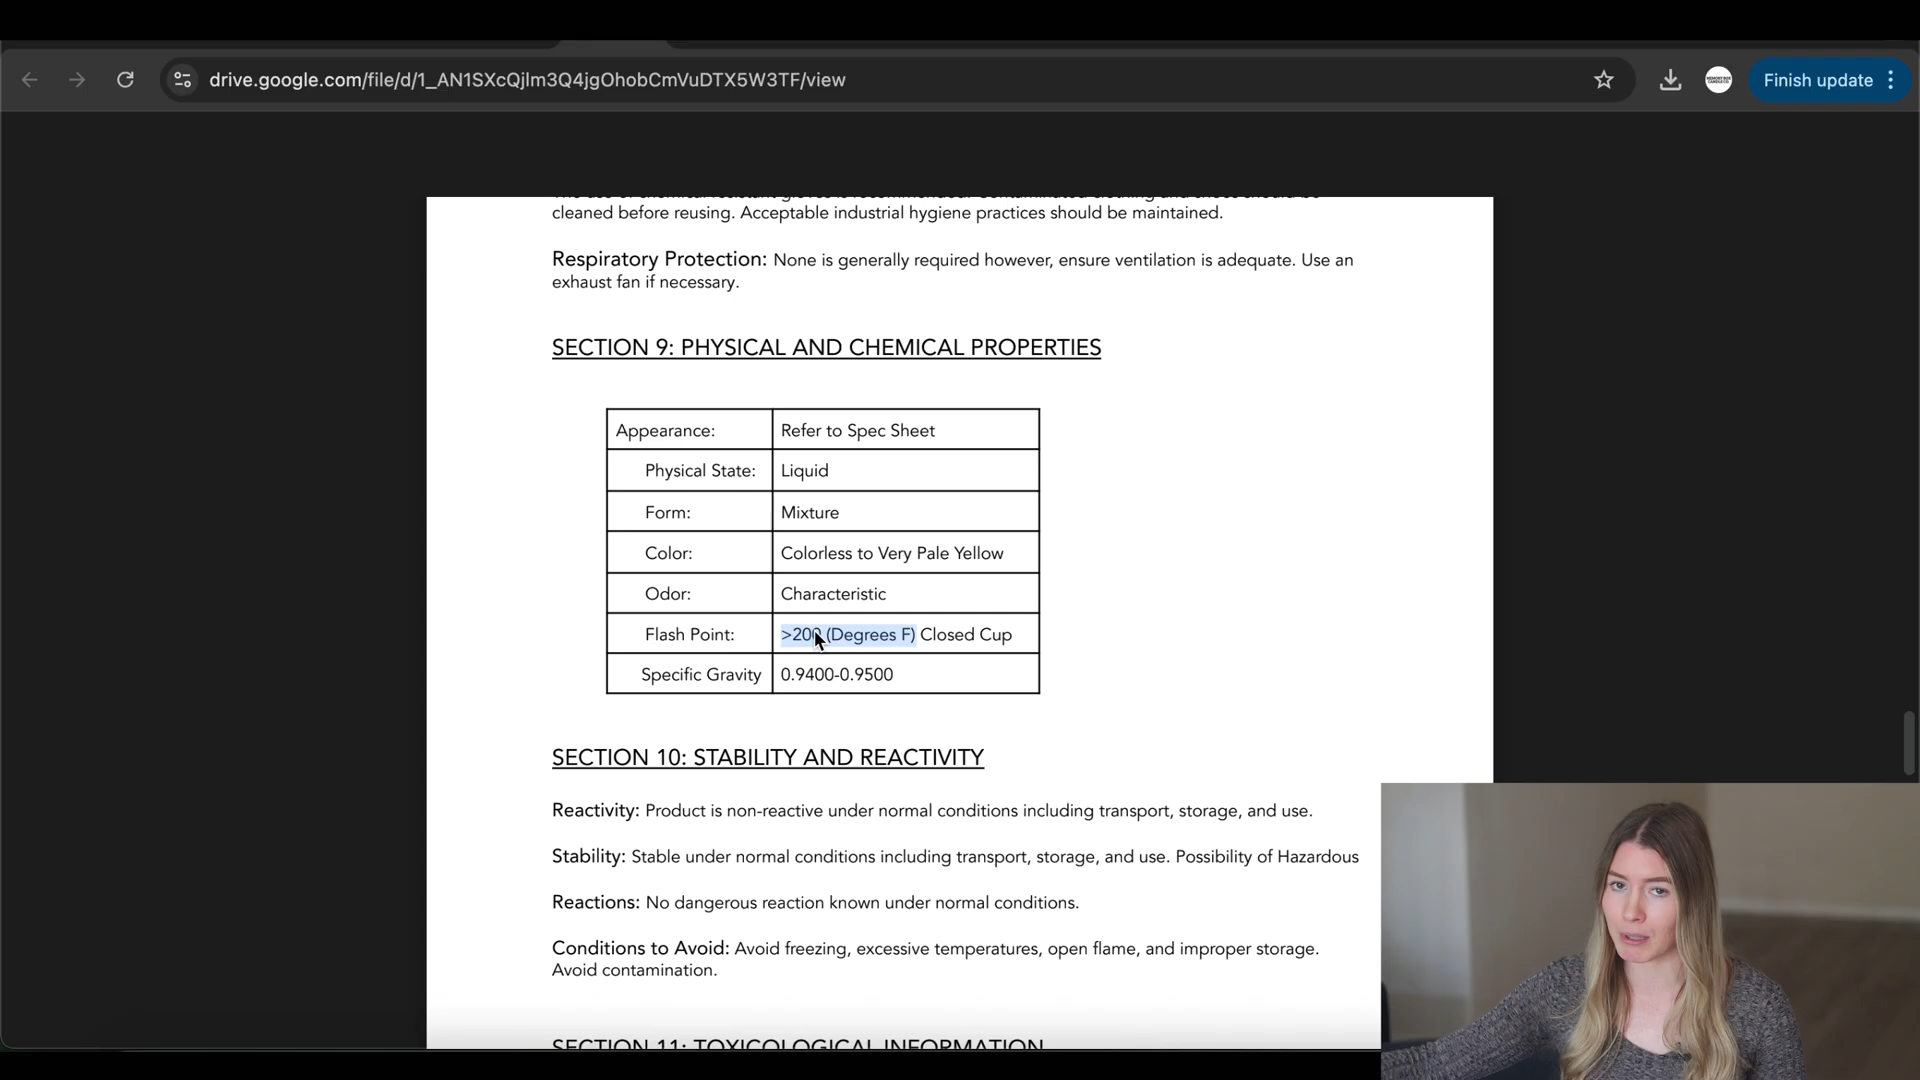 drive.google.com/file/d/1_AN1SXcQjlm3Q4jgOhobCmVuDTX5W3TF/view
Finish update
cleaned before reusing. Acceptable industrial hygiene practices should be maintained.
Respiratory Protection: None is generally required however, ensure ventilation is adequate. Use an
exhaust fan if necessary.
SECTION 9: PHYSICAL AND CHEMICAL PROPERTIES
Appearance: Refer to Spec Sheet
Physical State: Liquid
Form: Mixture
Color: Colorless to Very Pale Yellow
Odor: Characteristic
Flash Point: >200 (Degrees F) Closed Cup
Specific Gravity 0.9400-0.9500
SECTION 10: STABILITY AND REACTIVITY
Reactivity: Product is non-reactive under normal conditions including transport, storage, and use.
Stability: Stable under normal conditions including transport, storage, and use. Possibility of Hazardous
Reactions: No dangerous reaction known under normal conditions.
Conditions to Avoid: Avoid freezing, excessive temperatures, open flame, and improper storage.
Avoid contamination.
SECTION 11: TOXICOLOGICAL INFORMATION